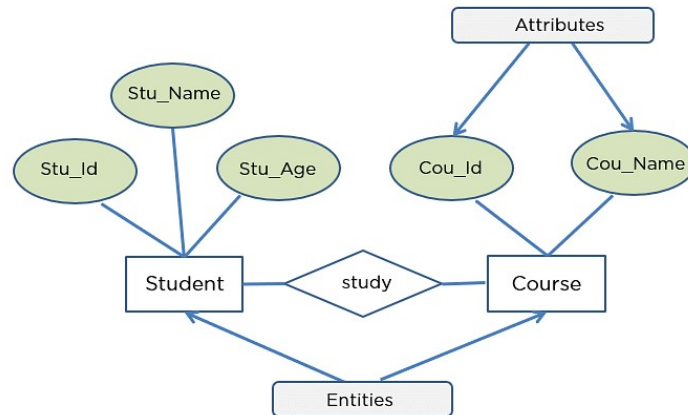 Attributes
Stu_Name
Stu_Id
Stu_Age
Cou_Id
Cou_Name
Student
study
Course
Entities